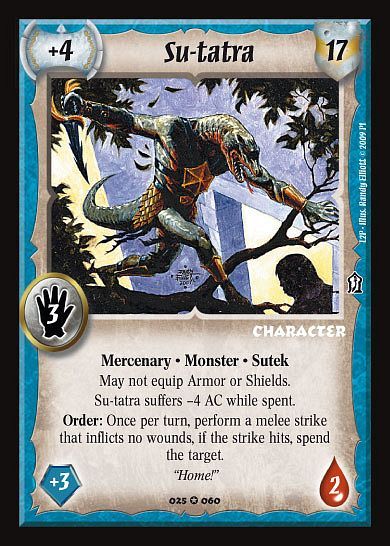 +4
Su-tatra
17
LZP • Illus. Randy Elliott © 2009 PI
3
CHARACTER
Mercenary • Monster • Sutek
May not equip Armor or Shields.
Su-tatra suffers –4 AC while spent.
Order: Once per turn, perform a melee strike
that inflicts no wounds, if the strike hits, spend
the target.
"Home!"
+3
025 060
2